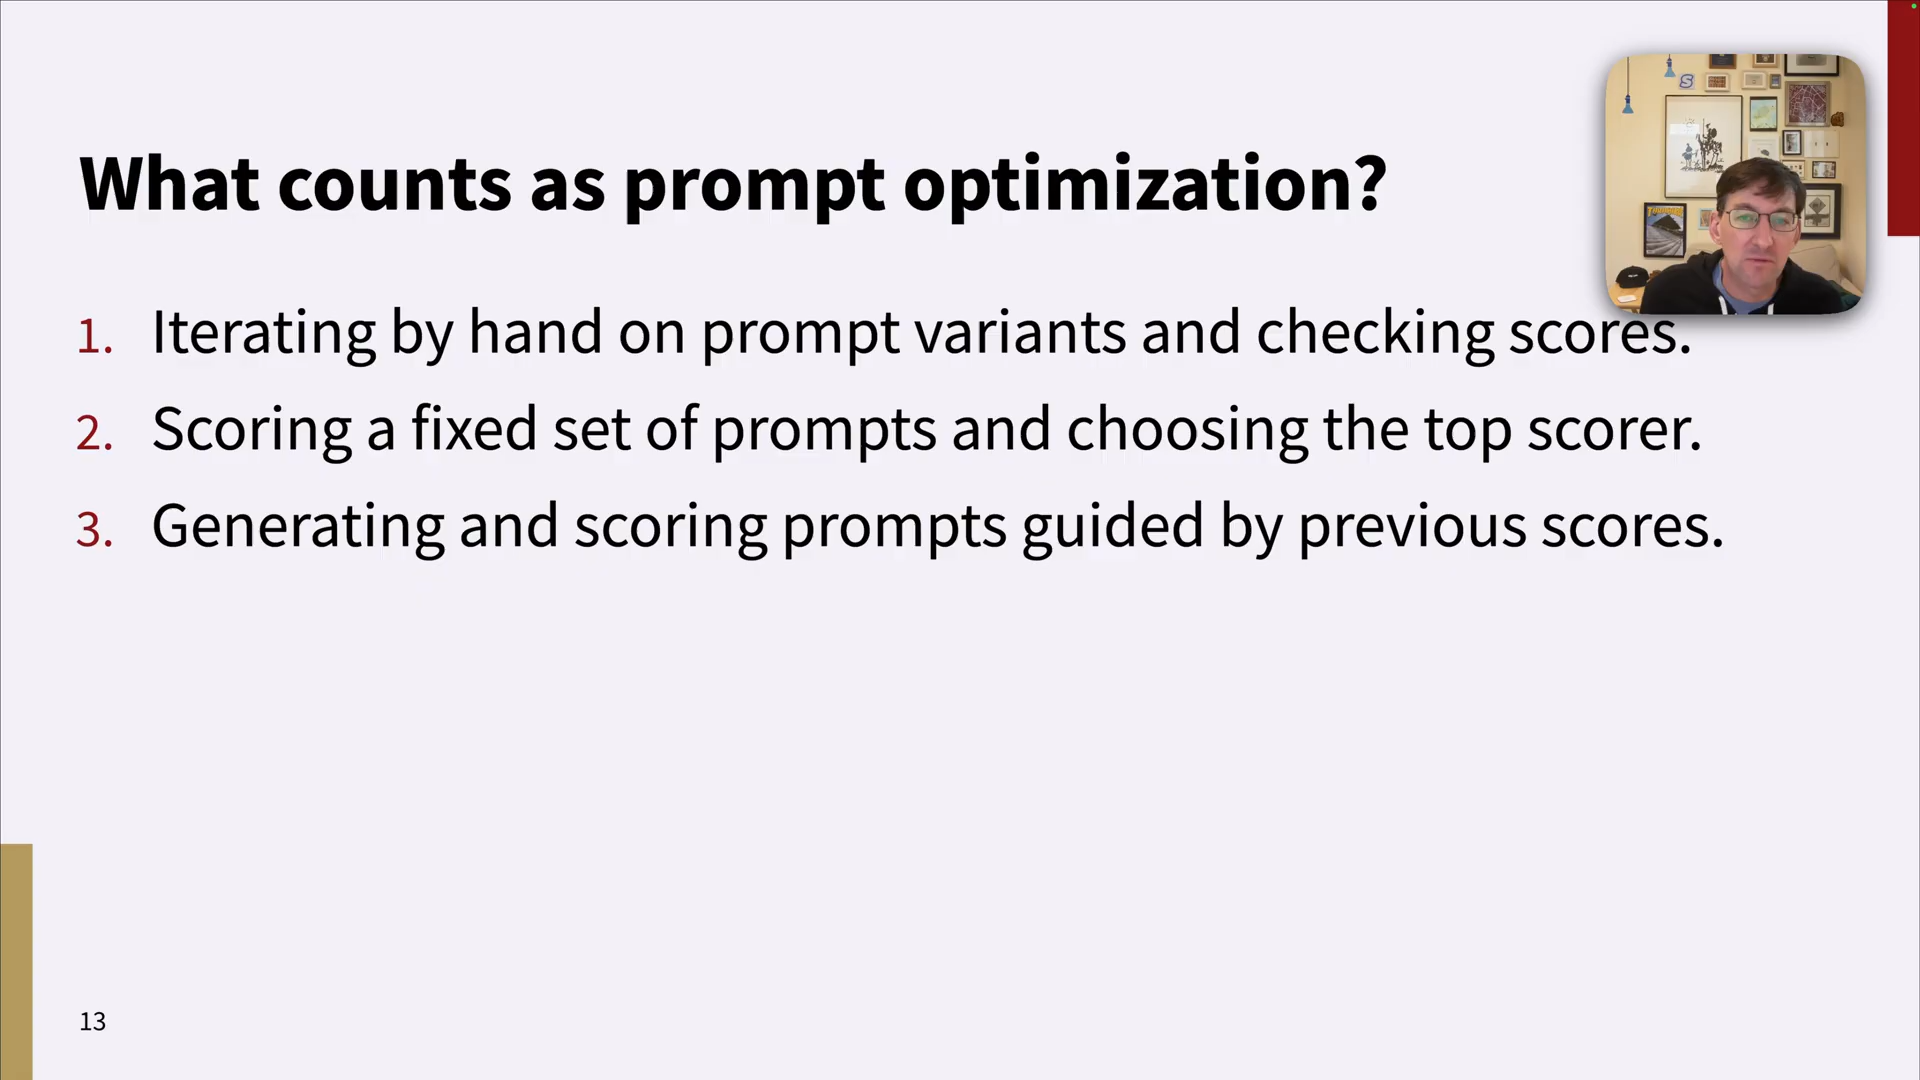 What counts as prompt optimization?
1. Iterating by hand on prompt variants and checking scores.
2. Scoring a fixed set of prompts and choosing the top scorer.
3. Generating and scoring prompts guided by previous scores.
13